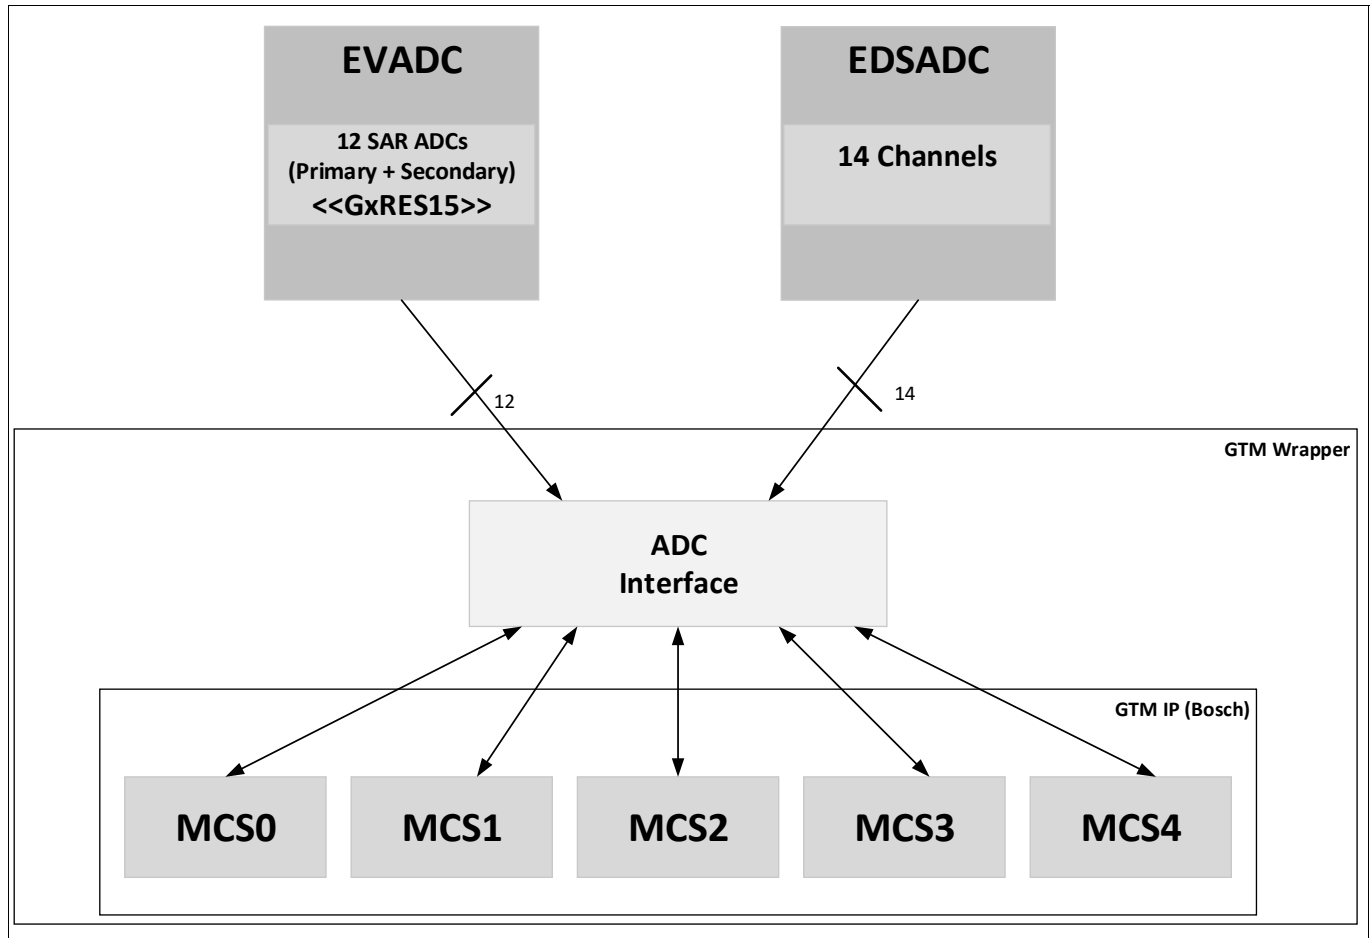 EVADC
12 SAR ADCs
(Primary + Secondary)
<<GxRES15>>
EDSADC
14 Channels
12
14
GTM Wrapper
ADC
Interface
GTM IP (Bosch)
MCS0
MCS1
MCS2
MCS3
MCS4